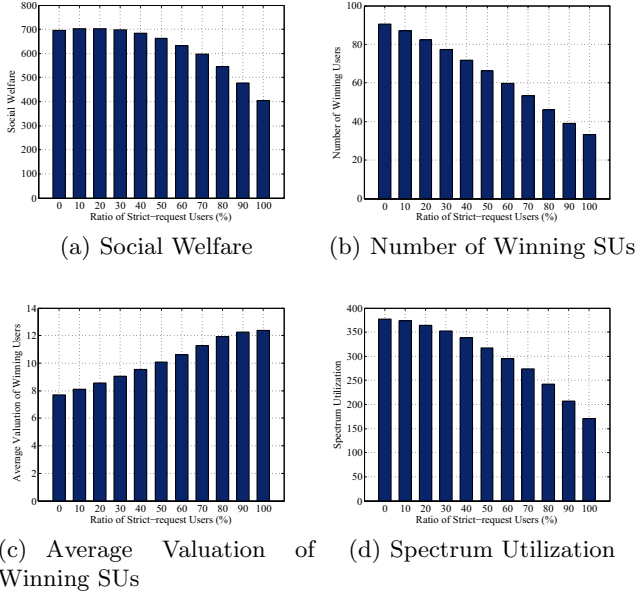 800
700
600
500
400
300
200
100
0
Social Welfare
0 10 20 30 40 50 60 70 80 90 100
Ratio of Strict−request Users (%)
(a) Social Welfare
100
80
60
40
20
0
Number of Winning Users
0 10 20 30 40 50 60 70 80 90 100
Ratio of Strict−request Users (%)
(b) Number of Winning SUs
14
12
10
8
6
4
2
0
Average Valuation of Winning Users
0 10 20 30 40 50 60 70 80 90 100
Ratio of Strict−request Users (%)
(c) Average Valuation of
Winning SUs
400
350
300
250
200
150
100
50
0
Spectrum Utilization
0 10 20 30 40 50 60 70 80 90 100
Ratio of Strict−request Users (%)
(d) Spectrum Utilization